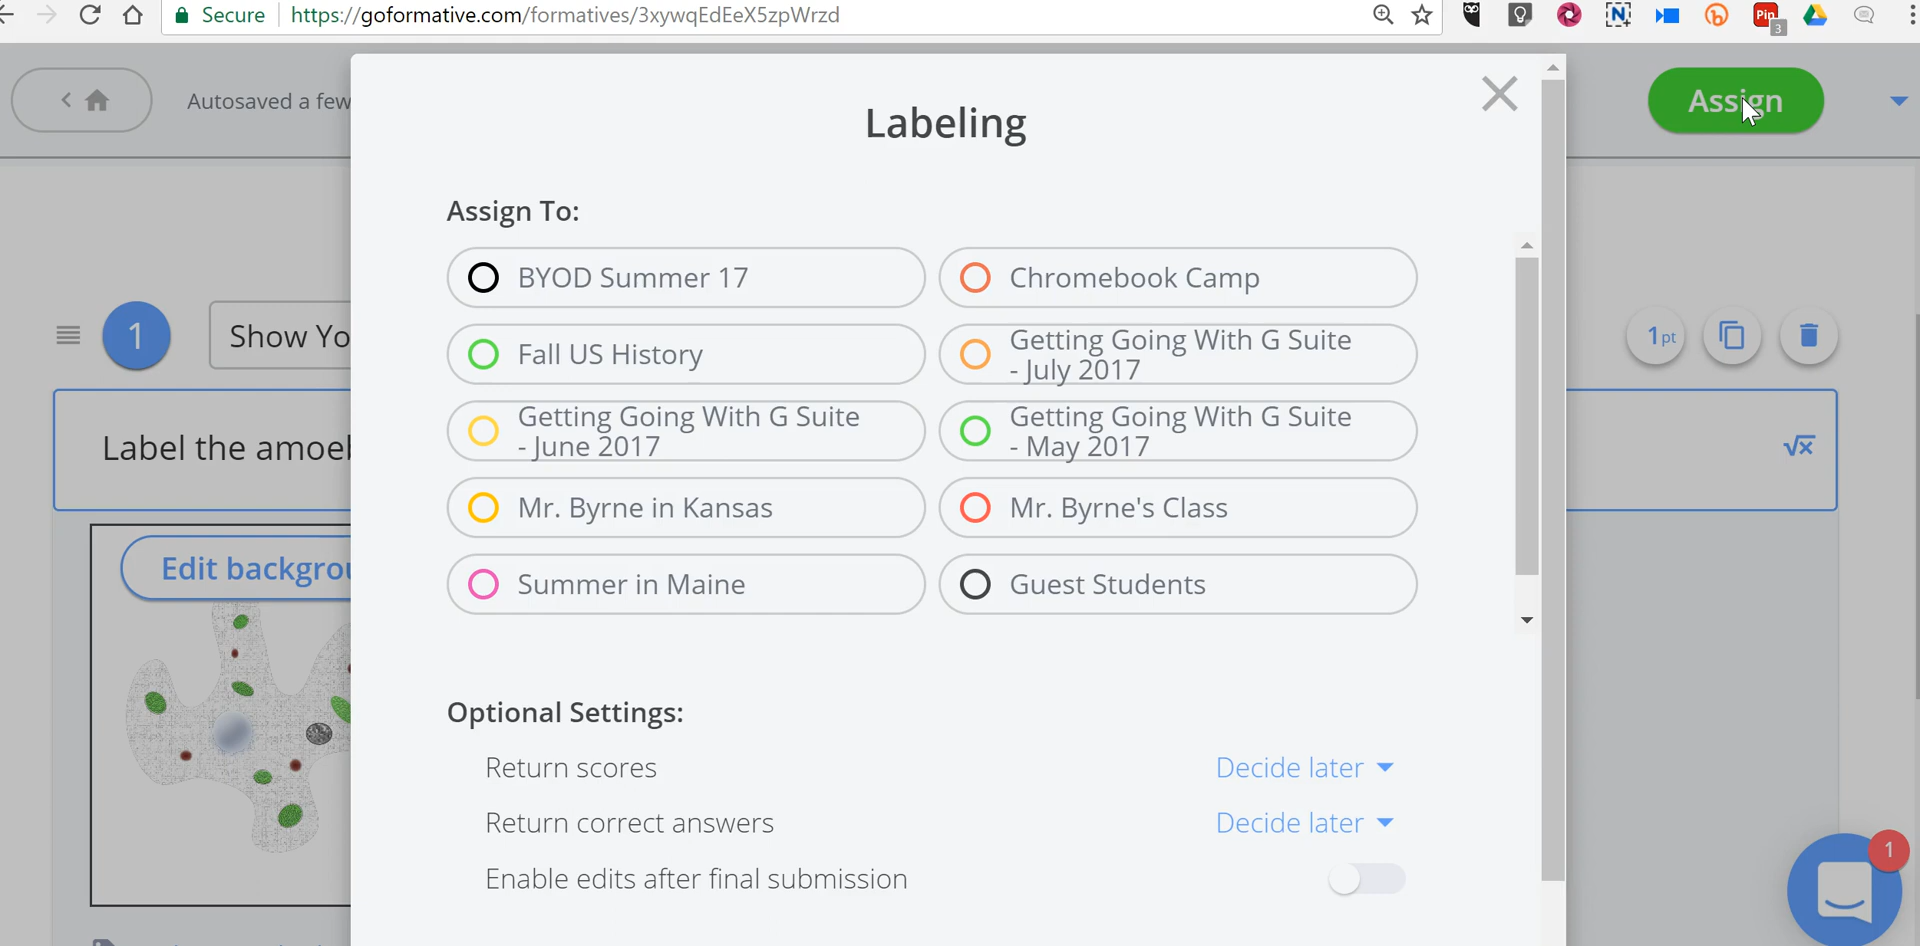 Secure https://goformative.com/formatives/3xywqEdEeX5zpWrzd
Pin
3
Autosaved a few
Labeling
Assign
Assign To:
BYOD Summer 17
Chromebook Camp
Fall US History
Getting Going With G Suite
- July 2017
Getting Going With G Suite
- June 2017
Getting Going With G Suite
- May 2017
Mr. Byrne in Kansas
Mr. Byrne's Class
Summer in Maine
Guest Students
Optional Settings:
Return scores Decide later
Return correct answers Decide later
Enable edits after final submission
1
Show Yo
1 pt
Label the amoeb
√x
Edit backgrou
1